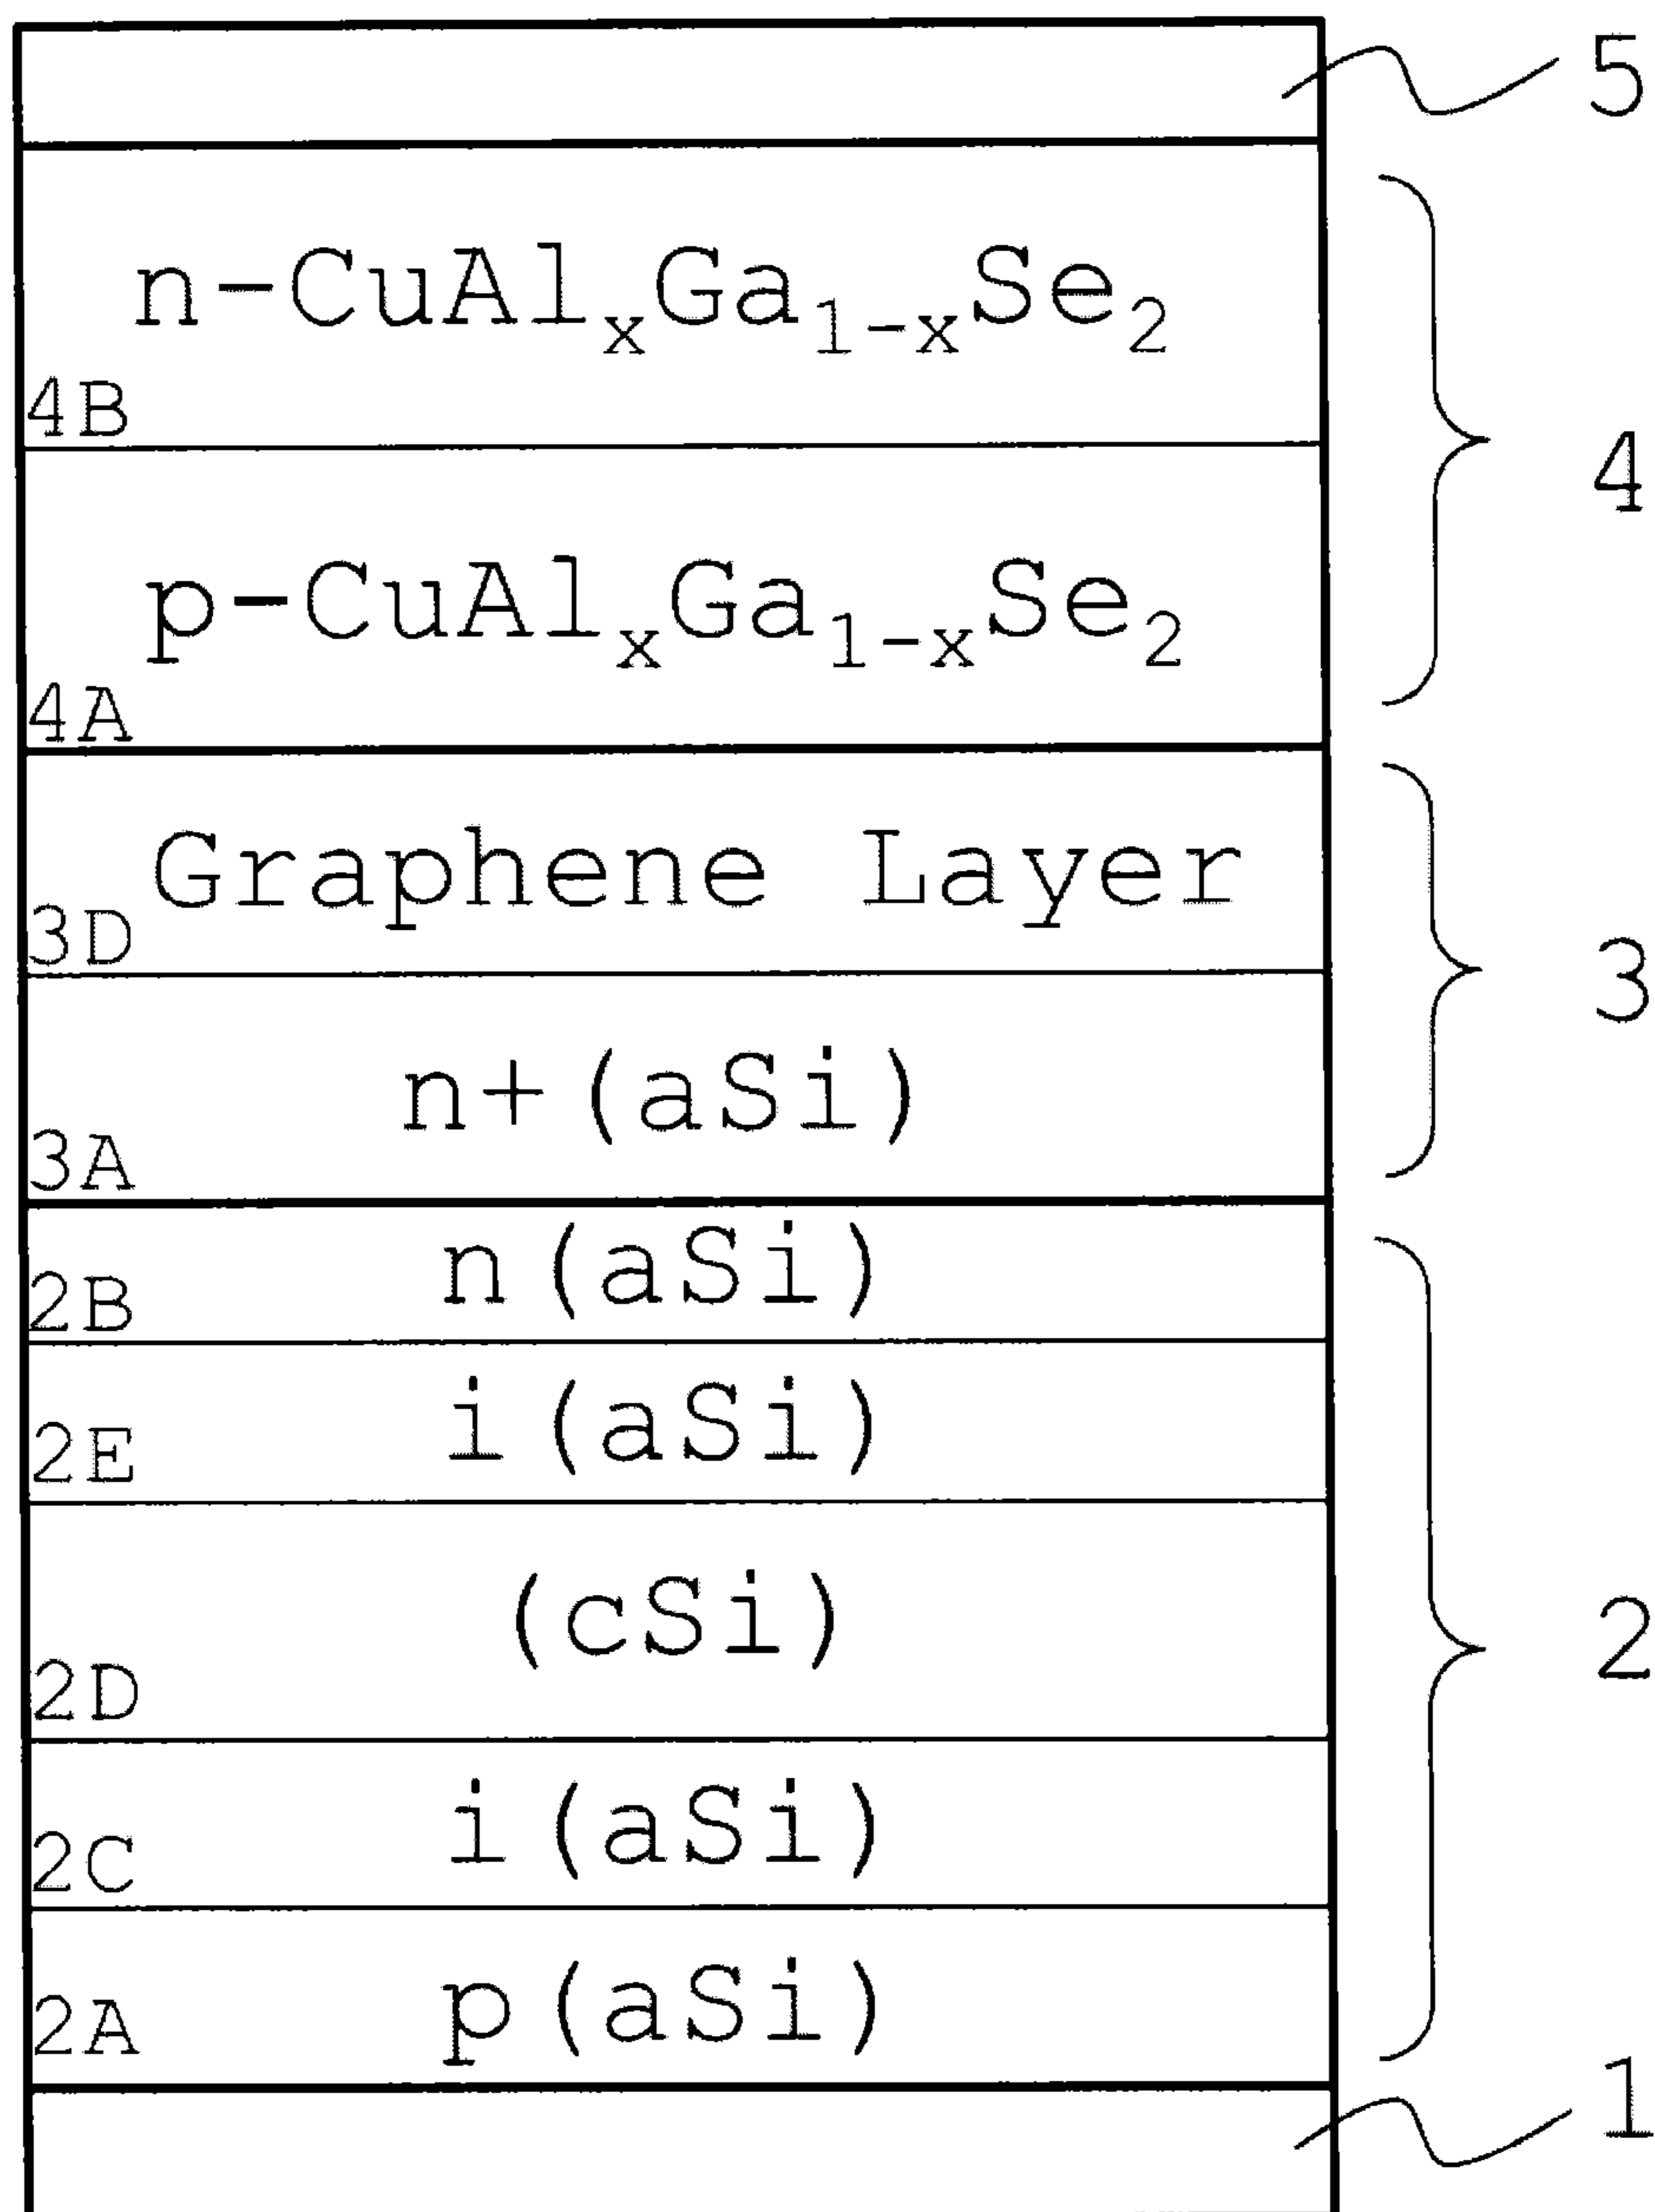 5
n-CuAlₓGa₁₋ₓSe₂
4B
4
p-CuAlₓGa₁₋ₓSe₂
4A
Graphene Layer
3D
3
n+(aSi)
3A
n(aSi)
2B
i(aSi)
2E
(cSi)
2D
2
i(aSi)
2C
p(aSi)
2A
1